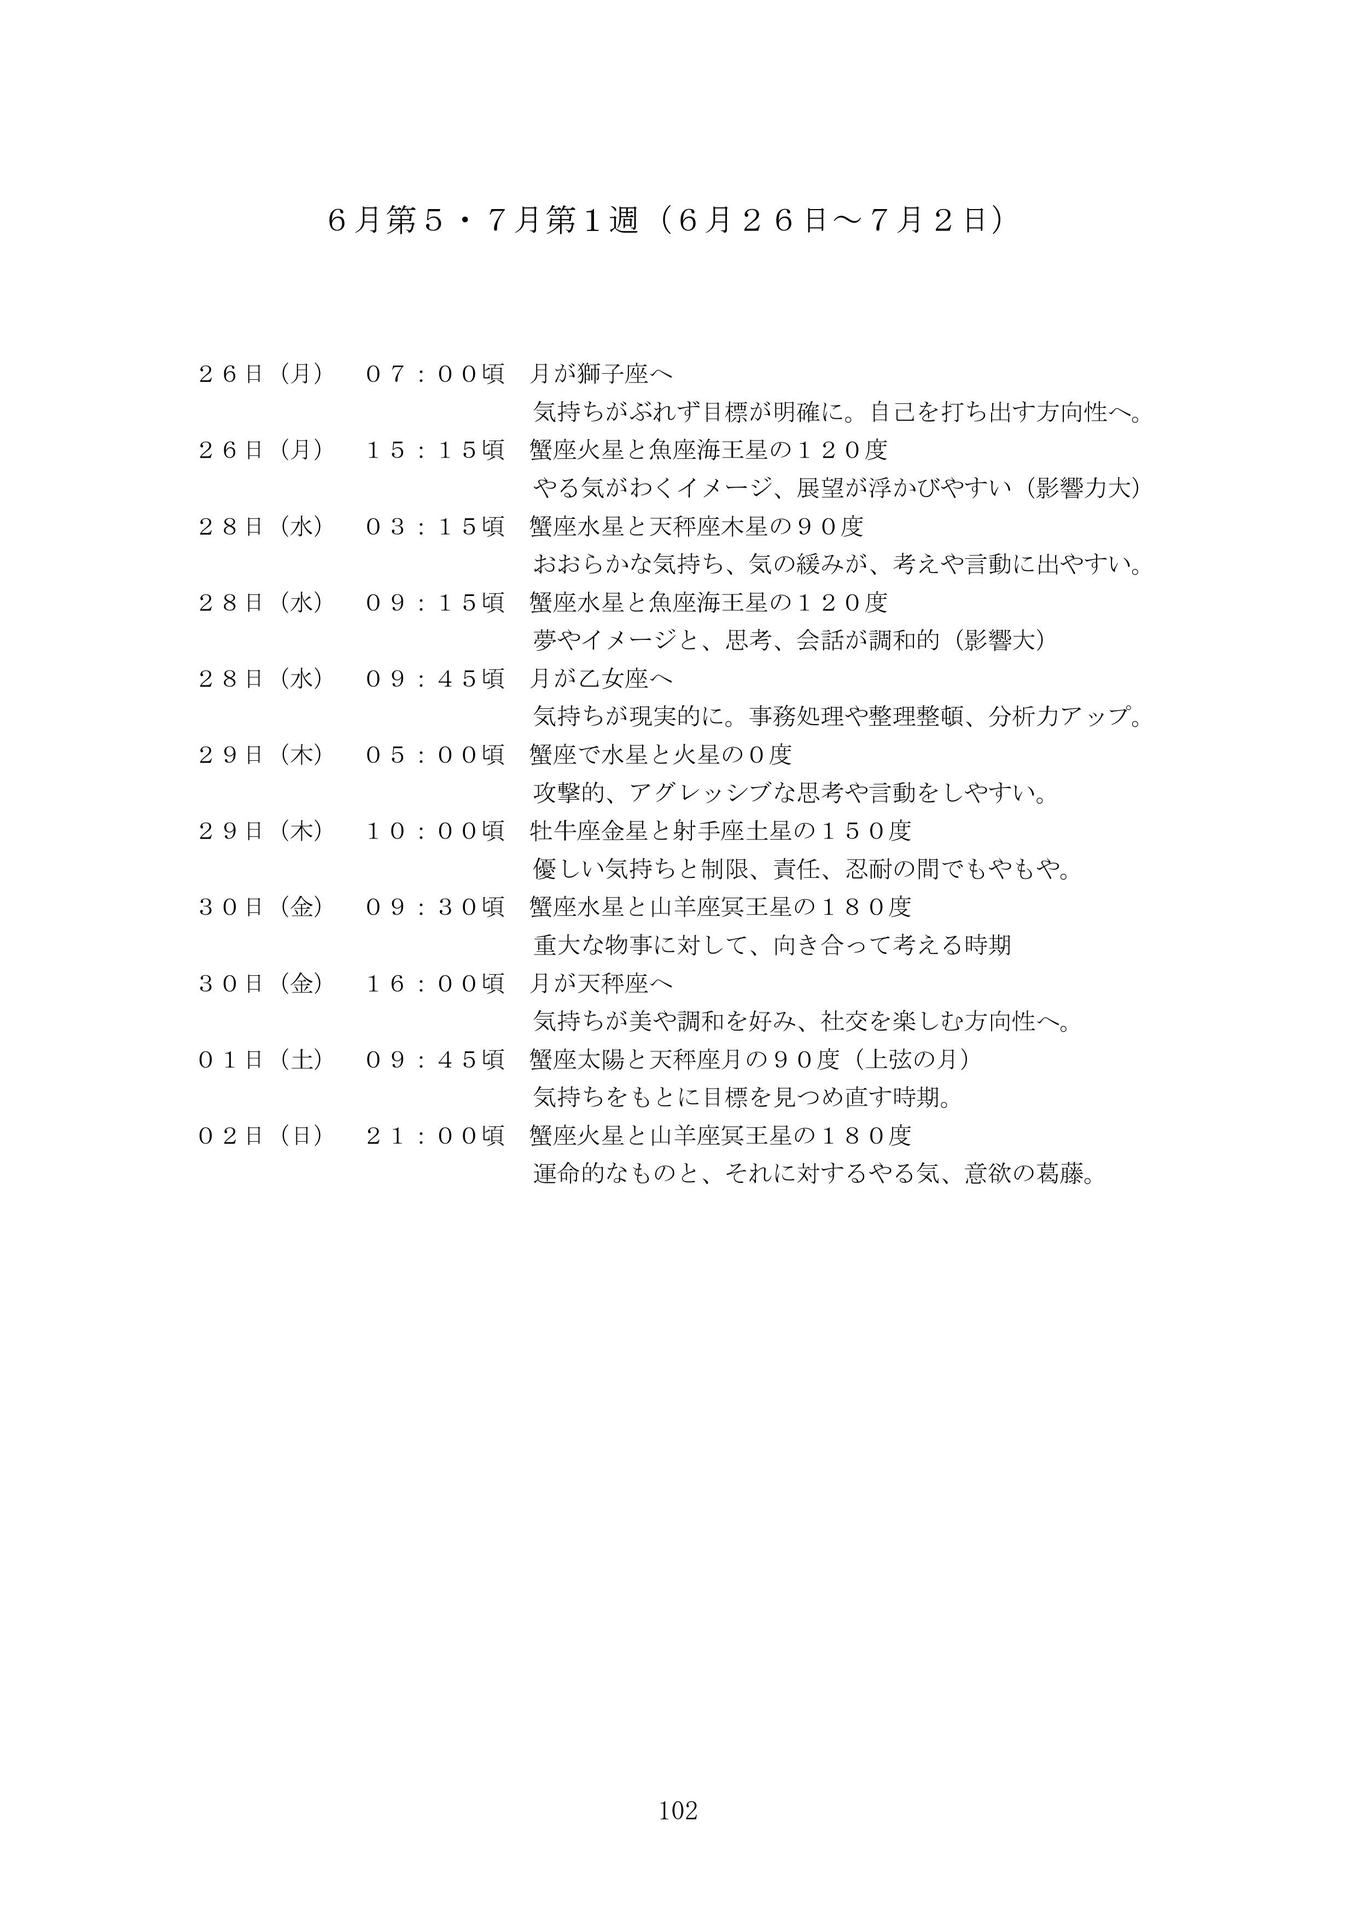 ６月第５・７月第１週（６月２６日～７月２日）
２６日（月）　０７：００頃　月が獅子座へ
気持ちがぶれず目標が明確に。自己を打ち出す方向性へ。
２６日（月）　１５：１５頃　蟹座火星と魚座海王星の１２０度
やる気がわくイメージ、展望が浮かびやすい（影響力大）
２８日（水）　０３：１５頃　蟹座水星と天秤座木星の９０度
おおらかな気持ち、気の緩みが、考えや言動に出やすい。
２８日（水）　０９：１５頃　蟹座水星と魚座海王星の１２０度
夢やイメージと、思考、会話が調和的（影響大）
２８日（水）　０９：４５頃　月が乙女座へ
気持ちが現実的に。事務処理や整理整頓、分析力アップ。
２９日（木）　０５：００頃　蟹座で水星と火星の０度
攻撃的、アグレッシブな思考や言動をしやすい。
２９日（木）　１０：００頃　牡牛座金星と射手座土星の１５０度
優しい気持ちと制限、責任、忍耐の間でもやもや。
３０日（金）　０９：３０頃　蟹座水星と山羊座冥王星の１８０度
重大な物事に対して、向き合って考える時期
３０日（金）　１６：００頃　月が天秤座へ
気持ちが美や調和を好み、社交を楽しむ方向性へ。
０１日（土）　０９：４５頃　蟹座太陽と天秤座月の９０度（上弦の月）
気持ちをもとに目標を見つめ直す時期。
０２日（日）　２１：００頃　蟹座火星と山羊座冥王星の１８０度
運命的なものと、それに対するやる気、意欲の葛藤。
102